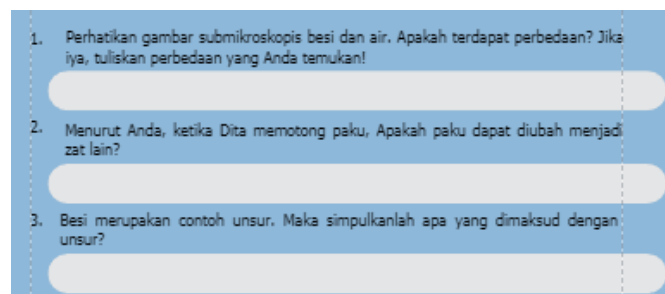 1. Perhatikan gambar submikroskopis besi dan air. Apakah terdapat perbedaan? Jika
iya, tuliskan perbedaan yang Anda temukan!
2. Menurut Anda, ketika Dita memotong paku, Apakah paku dapat diubah menjadi
zat lain?
3. Besi merupakan contoh unsur. Maka simpulkanlah apa yang dimaksud dengan
unsur?